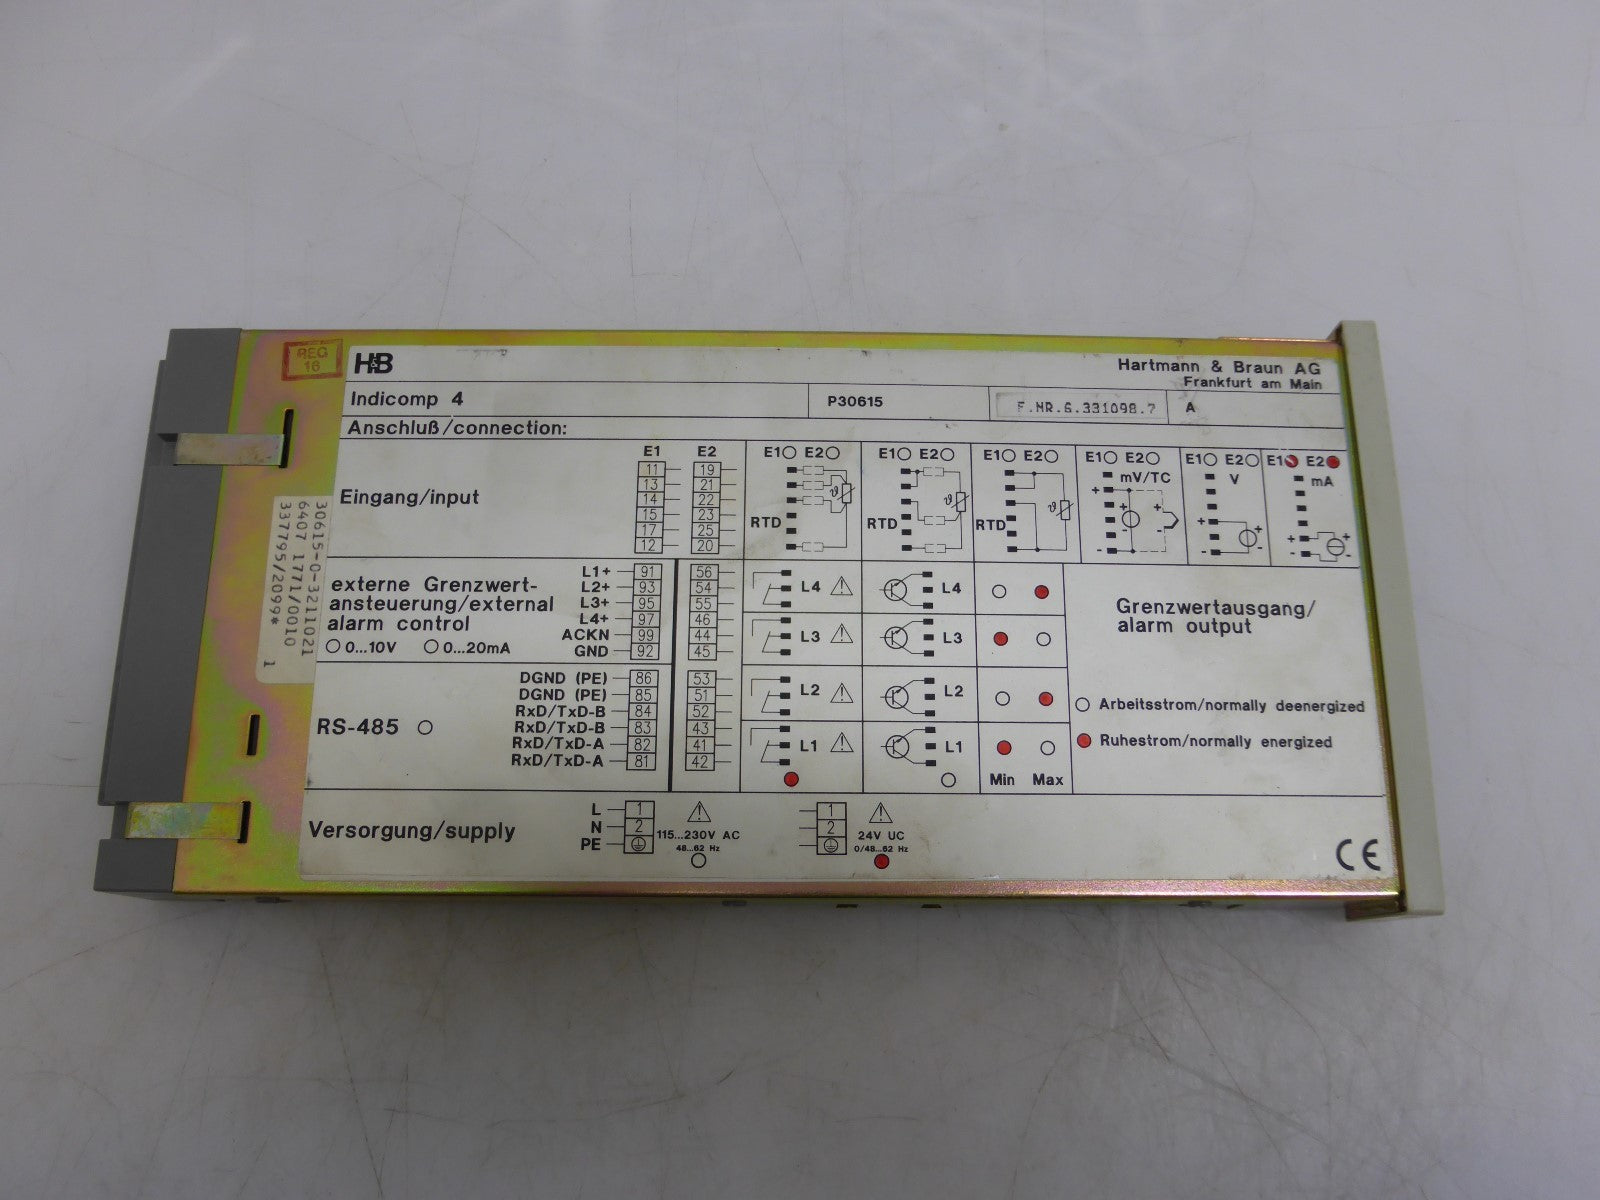 REG
16
H&B
Hartmann & Braun AG
Frankfurt am Main
Indicomp 4
P30615
F.NR.6.331098.7
A
Anschluß/connection:
Eingang/input
E1
11
13
14
15
17
12
E2
19
21
22
23
25
20
E1 E2
RTD
ϑ
E1 E2
RTD
ϑ
E1 E2
RTD
ϑ
E1 E2
mV/TC
+ + +
- - -
E1 E2
V
+ +
- -
E1 E2
mA
+ +
- -
30615-0-3211021
6407 1771/0010
337795/2099*
1
externe Grenzwert-
ansteuerung/external
alarm control
0...10V 0...20mA
L1+ 91
L2+ 93
L3+ 95
L4+ 97
ACKN 99
GND 92
56
54
55
46
44
45
L4 L4
L3 L3
RS-485
DGND (PE) 86
DGND (PE) 85
RxD/TxD-B 84
RxD/TxD-B 83
RxD/TxD-A 82
RxD/TxD-A 81
53
51
52
43
41
42
L2 L2
L1 L1
Min Max
Grenzwertausgang/
alarm output
Arbeitsstrom/normally deenergized
Ruhestrom/normally energized
Versorgung/supply
L 1
N 2
PE
115...230V AC
48...62 Hz
1
2
24V UC
0/48...62 Hz
CE